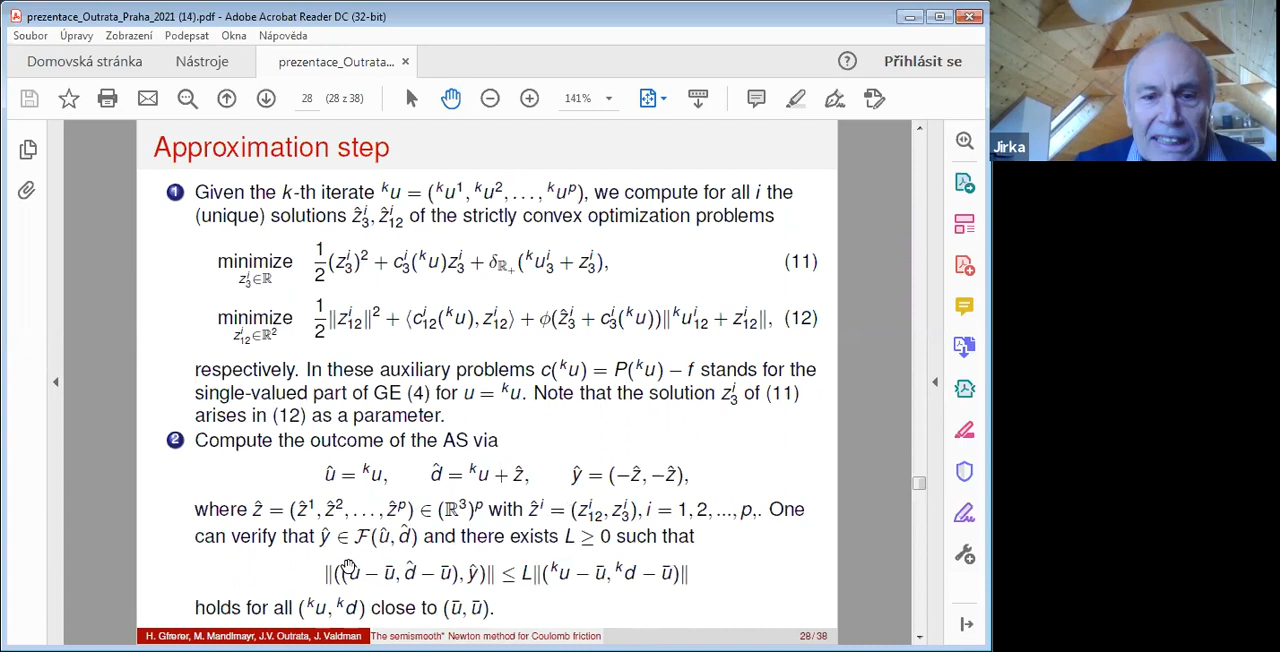 prezentace_Outrata_Praha_2021 (14).pdf - Adobe Acrobat Reader DC (32-bit)
Soubor Úpravy Zobrazení Podepsat Okna Nápověda
Domovská stránka Nástroje prezentace_Outrata... × ? Přihlásit se
28 (28 z 38) 141%
Jirka
Approximation step
1 Given the k-th iterate ᵏu = (ᵏu¹, ᵏu², . . . , ᵏuᵖ), we compute for all i the
(unique) solutions ẑ₃ⁱ, ẑ₁₂ⁱ of the strictly convex optimization problems
minimize_{z₃ⁱ∈ℝ} 1/2 (z₃ⁱ)² + c₃ⁱ(ᵏu)z₃ⁱ + δ_{ℝ₊}(ᵏu₃ⁱ + z₃ⁱ), (11)
minimize_{z₁₂ⁱ∈ℝ²} 1/2 ‖z₁₂ⁱ‖² + ⟨c₁₂ⁱ(ᵏu), z₁₂ⁱ⟩ + ϕ(ẑ₃ⁱ + c₃ⁱ(ᵏu))‖ᵏu₁₂ⁱ + z₁₂ⁱ‖, (12)
respectively. In these auxiliary problems c(ᵏu) = P(ᵏu) − f stands for the
single-valued part of GE (4) for u = ᵏu. Note that the solution z₃ⁱ of (11)
arises in (12) as a parameter.
2 Compute the outcome of the AS via
û = ᵏu, d̂ = ᵏu + ẑ, ŷ = (−ẑ, −ẑ),
where ẑ = (ẑ¹, ẑ², . . . , ẑᵖ) ∈ (ℝ³)ᵖ with ẑⁱ = (z₁₂ⁱ, z₃ⁱ), i = 1, 2, ..., p,. One
can verify that ŷ ∈ ℱ(û, d̂) and there exists L ≥ 0 such that
‖((û − ū, d̂ − ū), ŷ)‖ ≤ L‖(ᵏu − ū, ᵏd − ū)‖
holds for all (ᵏu, ᵏd) close to (ū, ū).
H. Gfrerer, M. Mandlmayr, J.V. Outrata, J. Valdman The semismooth* Newton method for Coulomb friction 28 / 38